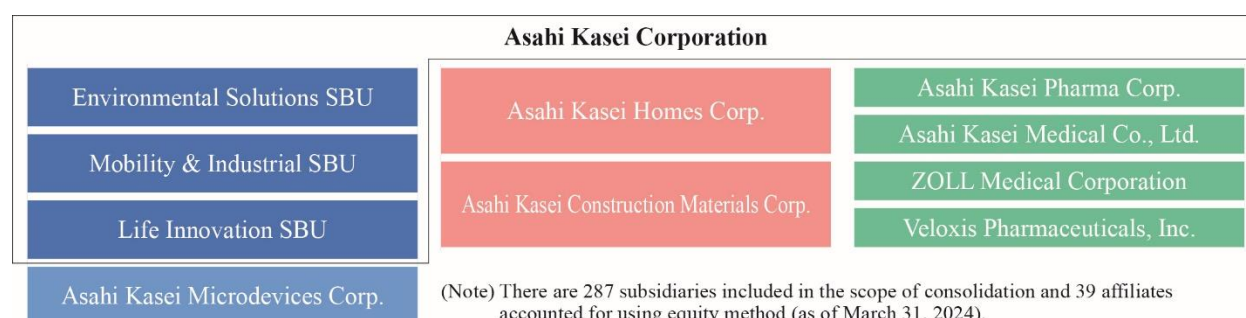 Asahi Kasei Corporation
Environmental Solutions SBU
Mobility & Industrial SBU
Life Innovation SBU
Asahi Kasei Microdevices Corp.
Asahi Kasei Homes Corp.
Asahi Kasei Construction Materials Corp.
Asahi Kasei Pharma Corp.
Asahi Kasei Medical Co., Ltd.
ZOLL Medical Corporation
Veloxis Pharmaceuticals, Inc.
(Note) There are 287 subsidiaries included in the scope of consolidation and 39 affiliates
accounted for using equity method (as of March 31, 2024).